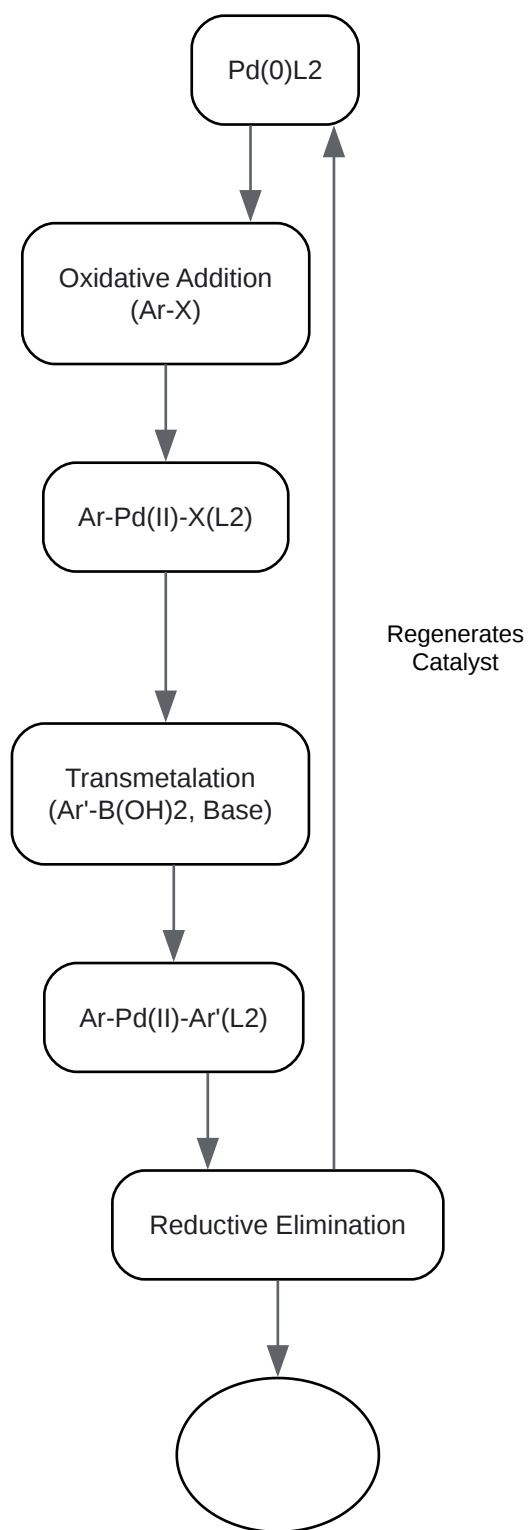 Pd(0)L2
Oxidative Addition
(Ar-X)
Ar-Pd(II)-X(L2)
Regenerates
Catalyst
Transmetalation
(Ar'-B(OH)2, Base)
Ar-Pd(II)-Ar'(L2)
Reductive Elimination